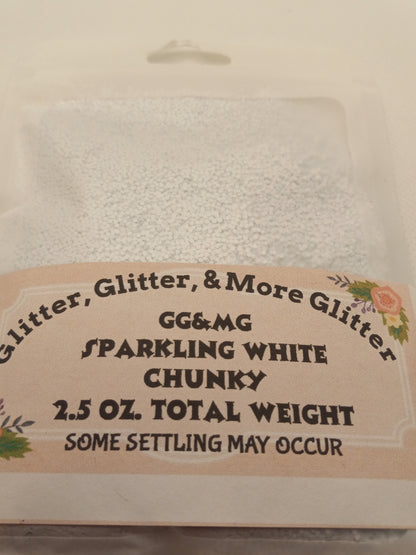 Glitter, Glitter, & More Glitter
GG&MG
SPARKLING WHITE
CHUNKY
2.5 OZ. TOTAL WEIGHT
SOME SETTLING MAY OCCUR